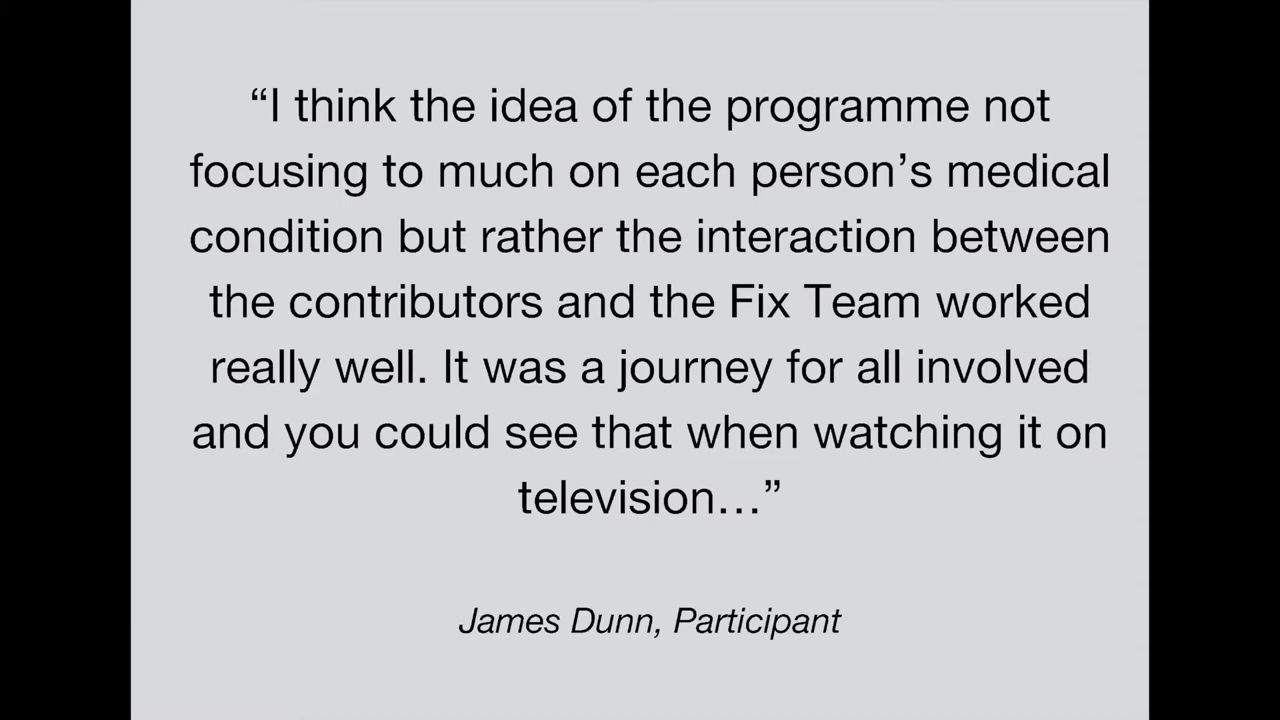 “I think the idea of the programme not
focusing to much on each person’s medical
condition but rather the interaction between
the contributors and the Fix Team worked
really well. It was a journey for all involved
and you could see that when watching it on
television…”
James Dunn, Participant